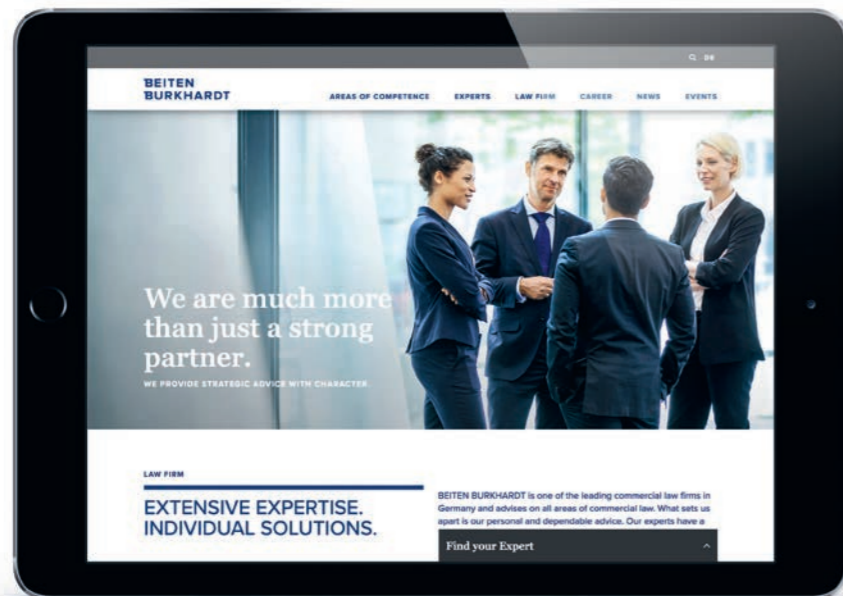 DE
BEITEN
BURKHARDT
AREAS OF COMPETENCE EXPERTS LAW FIRM CAREER NEWS EVENTS
We are much more
than just a strong
partner.
WE PROVIDE STRATEGIC ADVICE WITH CHARACTER.
LAW FIRM
EXTENSIVE EXPERTISE.
INDIVIDUAL SOLUTIONS.
BEITEN BURKHARDT is one of the leading commercial law firms in
Germany and advises on all areas of commercial law. What sets us
apart is our personal and dependable advice. Our experts have a
Find your Expert